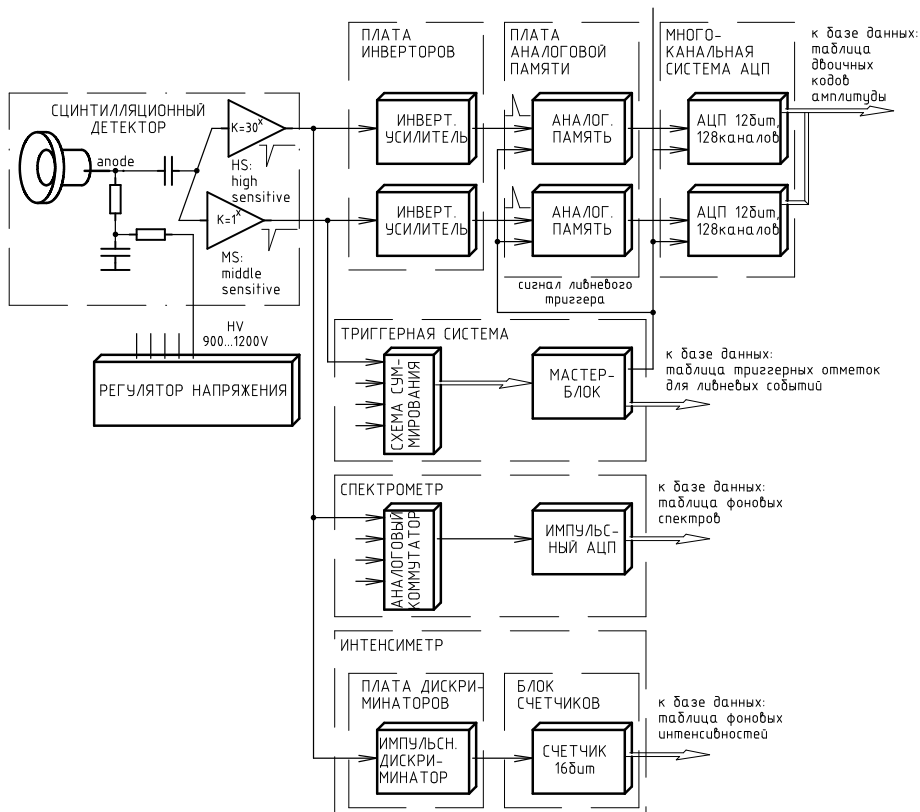 ПЛАТА
ИНВЕРТОРОВ
ПЛАТА
АНАЛОГОВОЙ
ПАМЯТИ
МНОГО-
КАНАЛЬНАЯ
СИСТЕМА АЦП
к базе данных:
таблица
двоичных
кодов
амплитуды
СЦИНТИЛЛЯЦИОННЫЙ
ДЕТЕКТОР
anode
K=30x
HS:
high
sensitive
K=1x
MS:
middle
sensitive
ИНВЕРТ.
УСИЛИТЕЛЬ
АНАЛОГ.
ПАМЯТЬ
АЦП 12бит,
128каналов
ИНВЕРТ.
УСИЛИТЕЛЬ
АНАЛОГ.
ПАМЯТЬ
АЦП 12бит,
128каналов
сигнал ливневого
триггера
HV
900...1200V
РЕГУЛЯТОР НАПРЯЖЕНИЯ
ТРИГГЕРНАЯ СИСТЕМА
СХЕМА СУМ-
МИРОВАНИЯ
МАСТЕР-
БЛОК
к базе данных:
таблица триггерных отметок
для ливневых событий
СПЕКТРОМЕТР
АНАЛОГОВЫЙ
КОММУТАТОР
ИМПУЛЬС-
НЫЙ АЦП
к базе данных:
таблица фоновых
спектров
ИНТЕНСИМЕТР
ПЛАТА ДИСКРИ-
МИНАТОРОВ
БЛОК
СЧЕТЧИКОВ
ИМПУЛЬСН.
ДИСКРИ-
МИНАТОР
СЧЕТЧИК
16бит
к базе данных:
таблица фоновых
интенсивностей